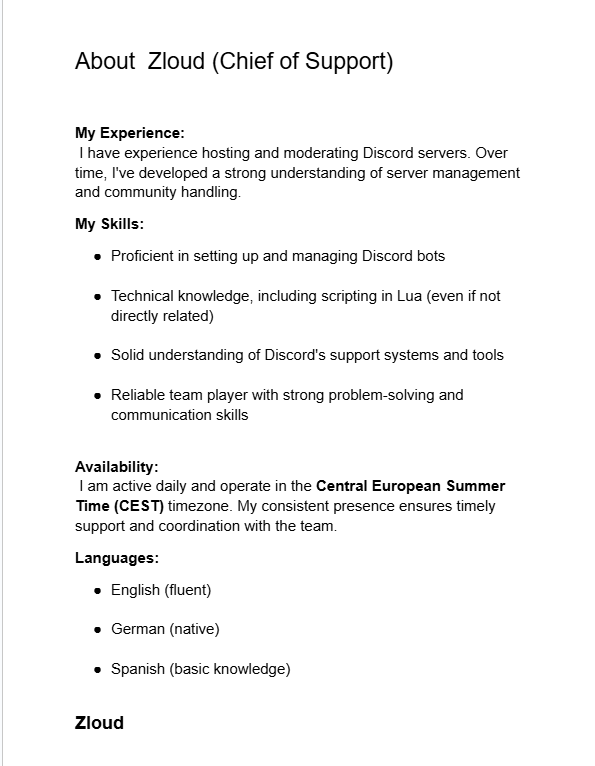 About  Zloud (Chief of Support)
My Experience:
I have experience hosting and moderating Discord servers. Over
time, I've developed a strong understanding of server management
and community handling.
My Skills:
● Proficient in setting up and managing Discord bots
● Technical knowledge, including scripting in Lua (even if not
directly related)
● Solid understanding of Discord's support systems and tools
● Reliable team player with strong problem-solving and
communication skills
Availability:
I am active daily and operate in the Central European Summer
Time (CEST) timezone. My consistent presence ensures timely
support and coordination with the team.
Languages:
● English (fluent)
● German (native)
● Spanish (basic knowledge)
Zloud